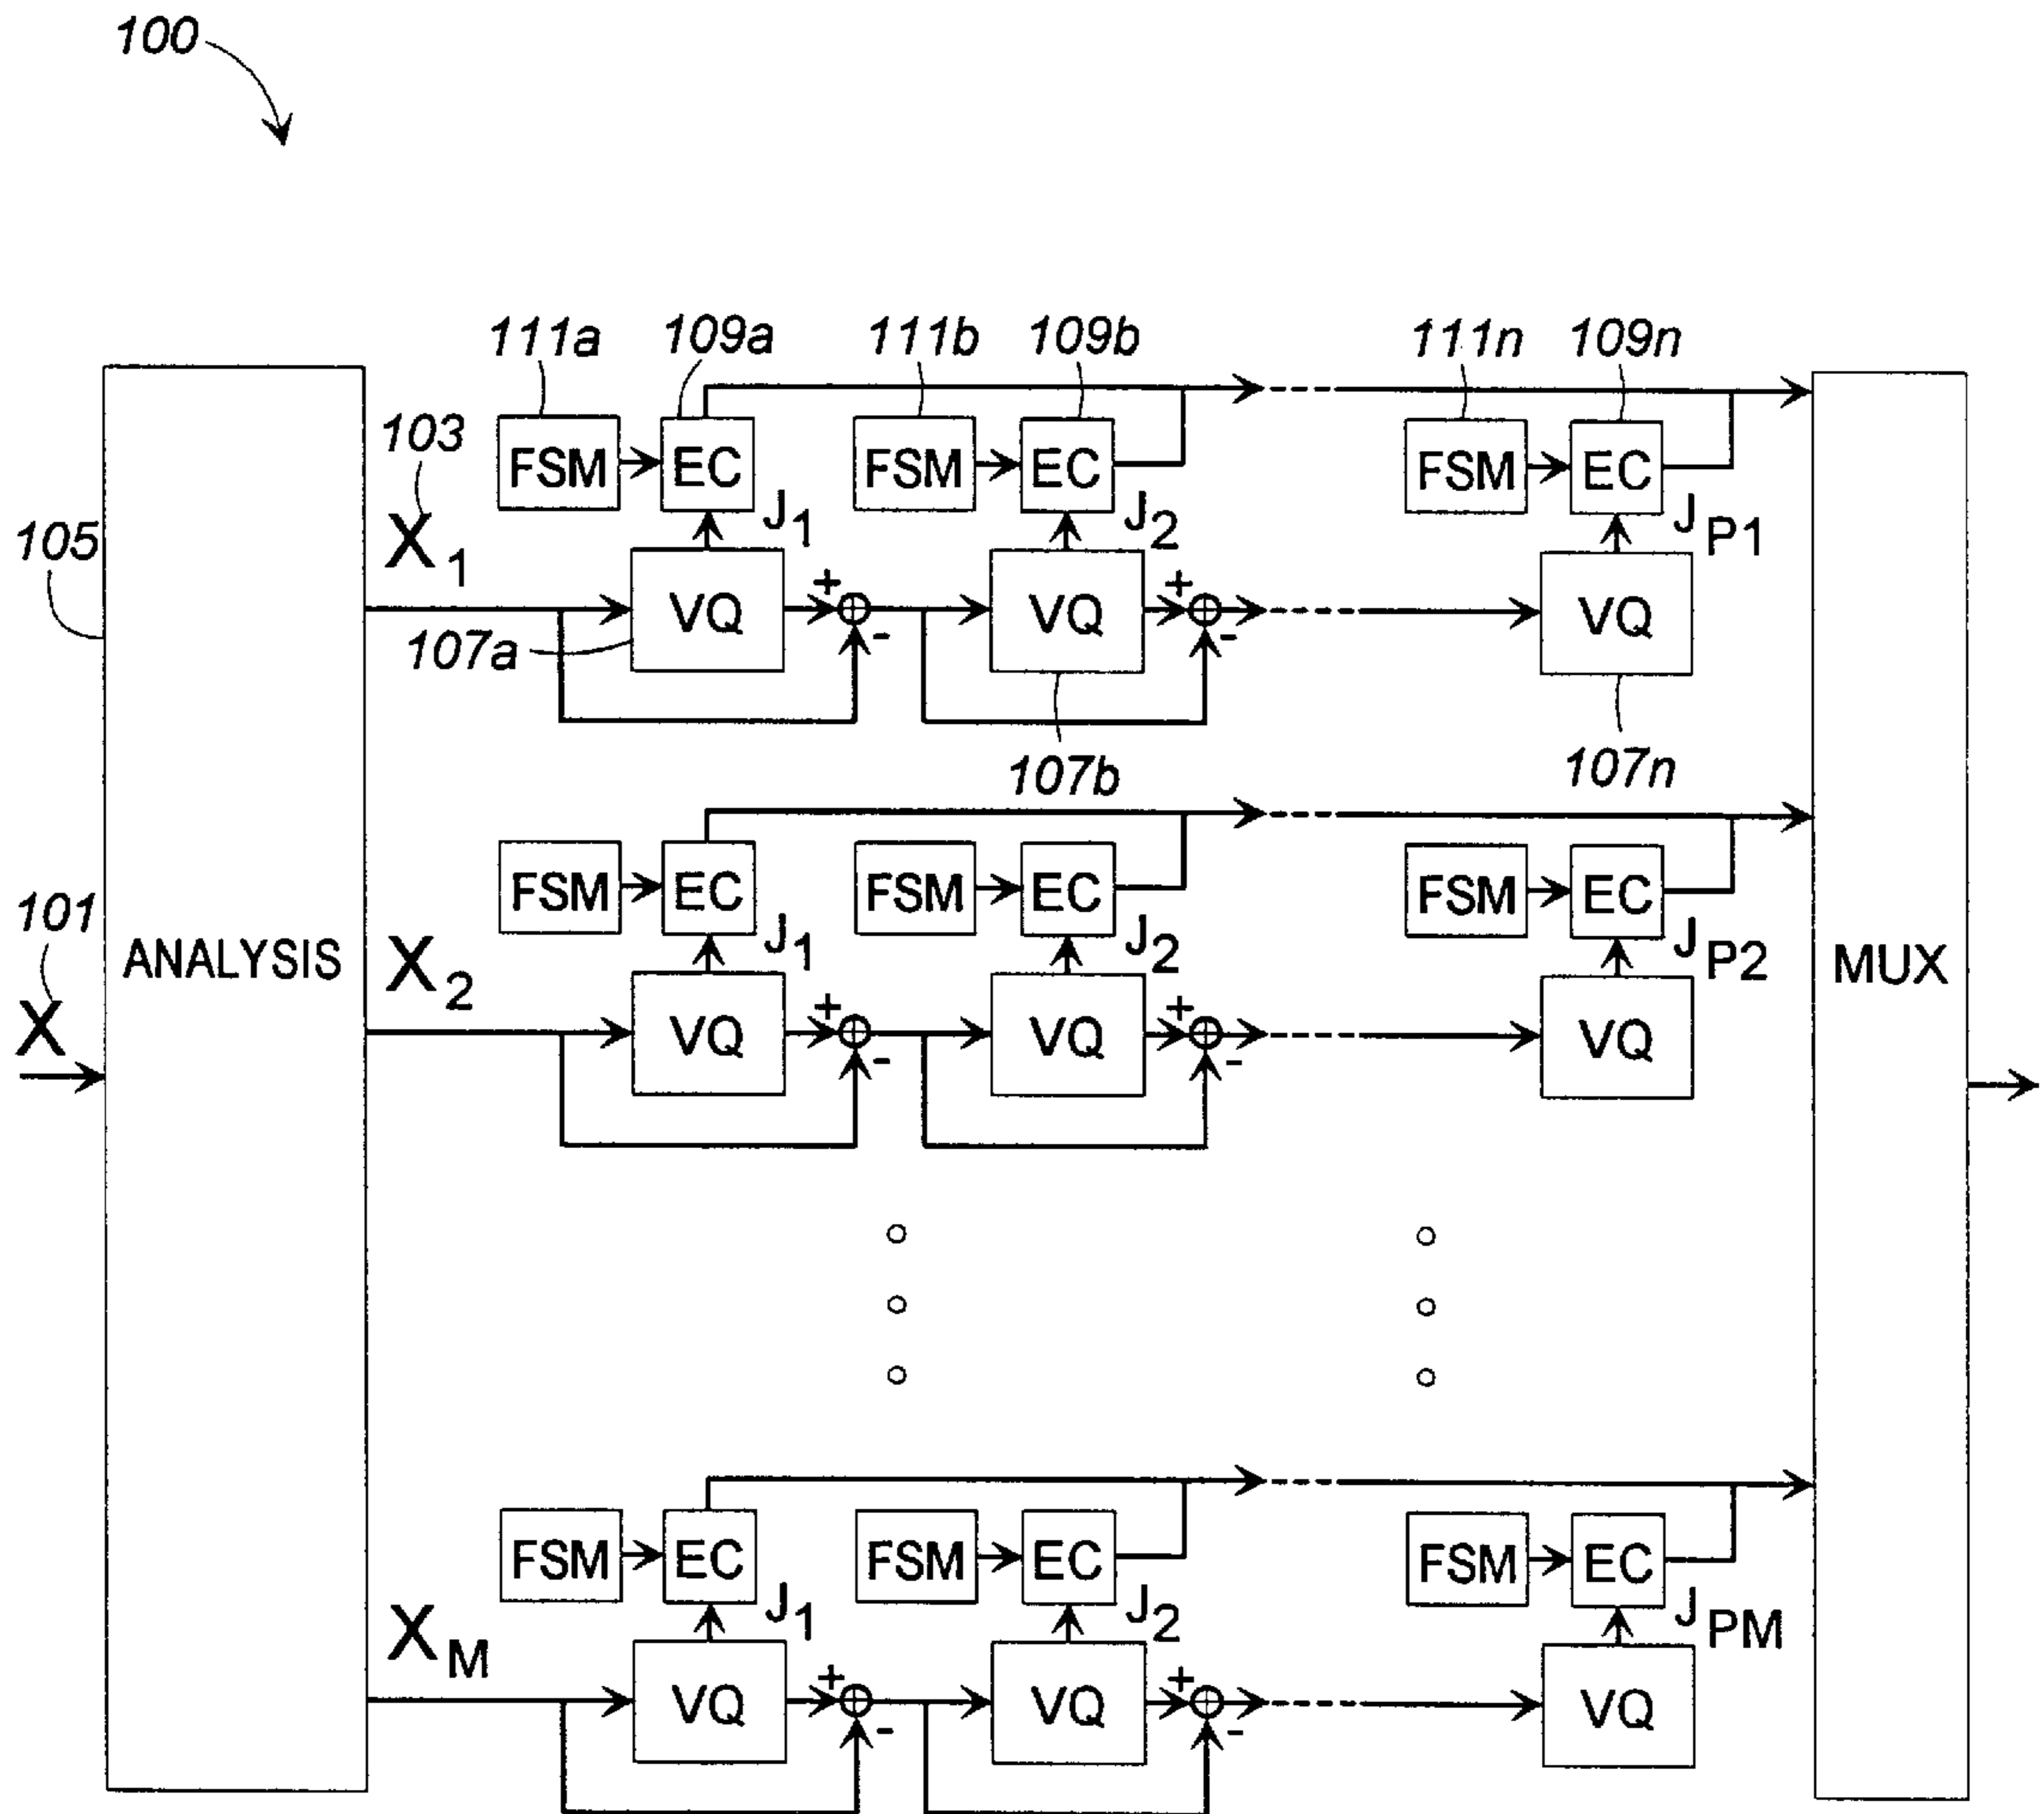 100
111a 109a 111b 109b 111n 109n
103
FSM EC FSM EC FSM EC
X1 J1 J2 JP1
105
+ +
VQ VQ VQ
- -
107a
107b 107n
FSM EC FSM EC FSM EC
101
ANALYSIS X2 J1 J2 JP2 MUX
X
+ +
VQ VQ VQ
- -
FSM EC FSM EC FSM EC
XM J1 J2 JPM
+ +
VQ VQ VQ
- -